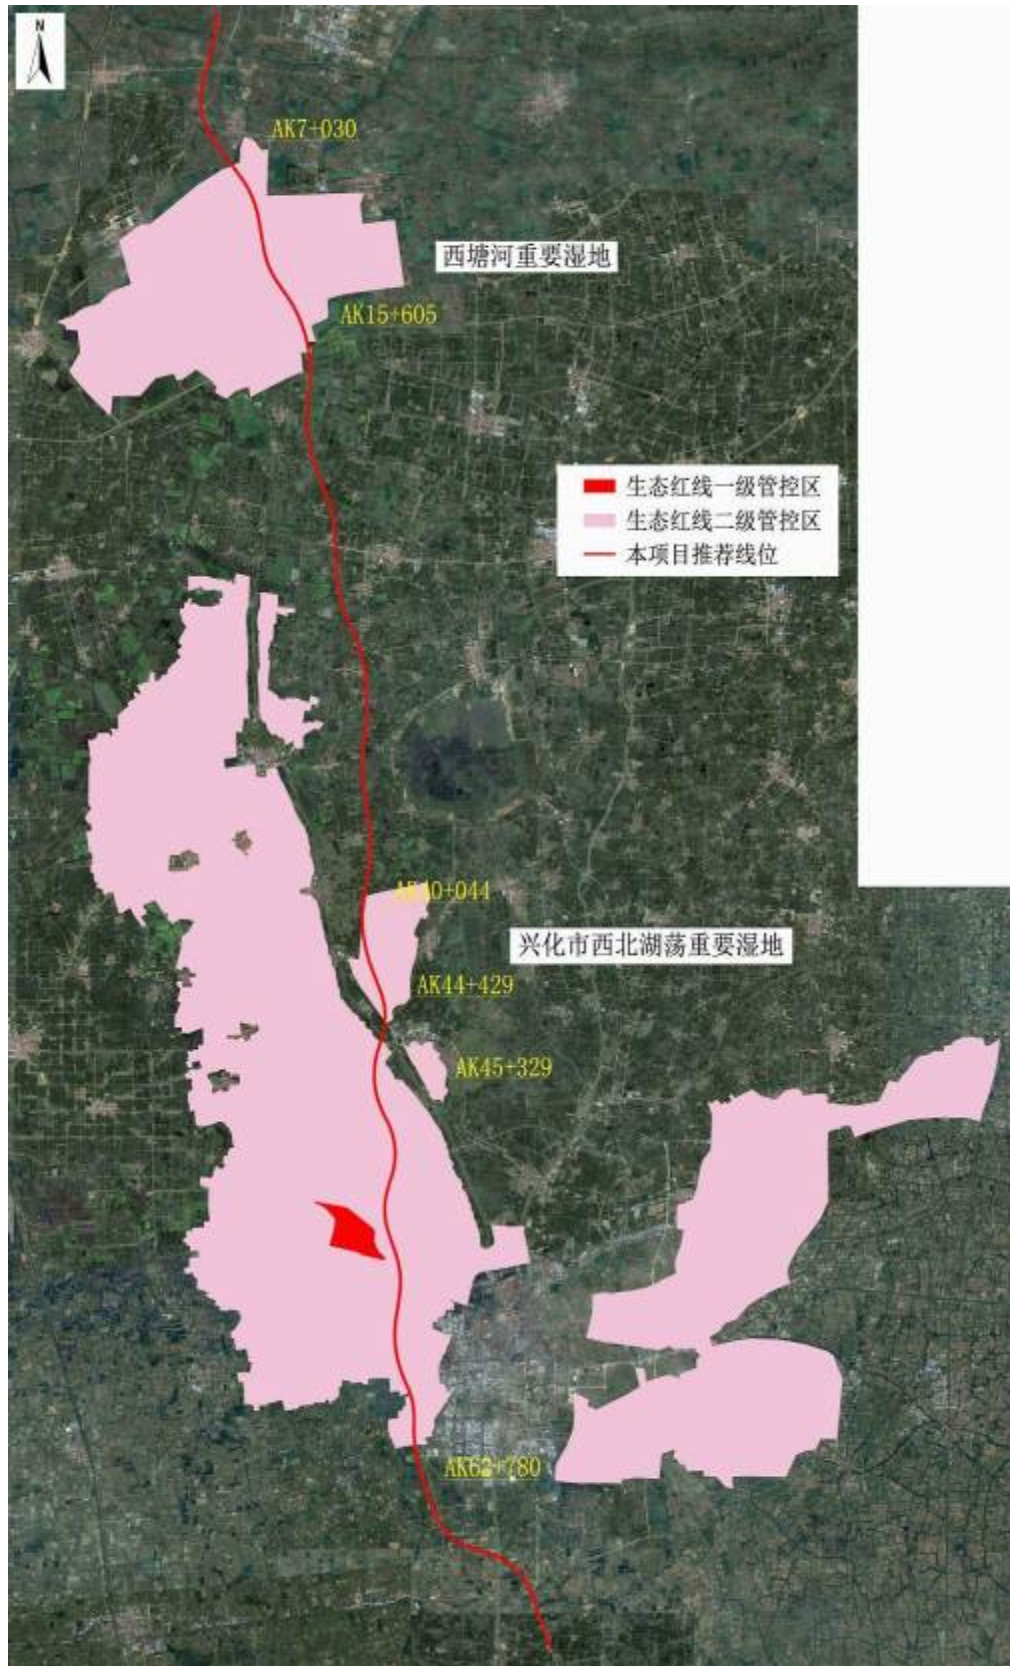 N
AK7+030
西塘河重要湿地
AK15+605
生态红线一级管控区
生态红线二级管控区
本项目推荐线位
AK40+044
兴化市西北湖荡重要湿地
AK44+429
AK45+329
AK62+780